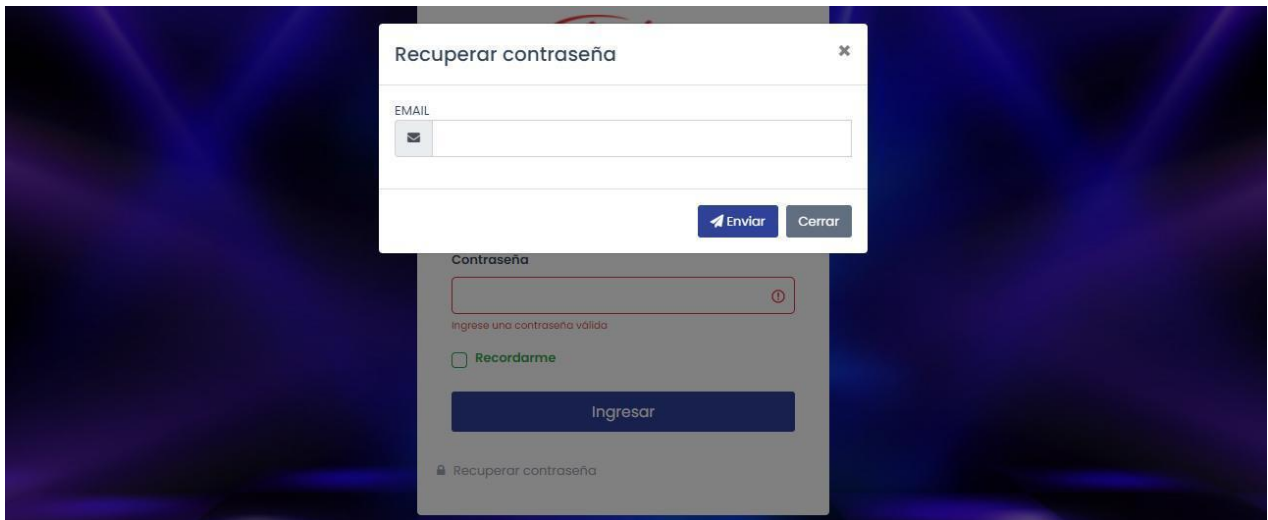 Recuperar contraseña
EMAIL
Enviar Cerrar
Contraseña
Ingrese una contraseña válida
Recordarme
Ingresar
Recuperar contraseña